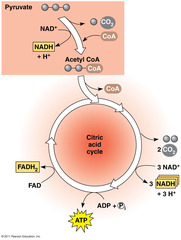 Pyruvate
NAD⁺
CO₂
CoA
NADH
+ H⁺
Acetyl CoA
CoA
CoA
Citric
acid
cycle
2 CO₂
FADH₂
FAD
3 NAD⁺
3 NADH
+ 3 H⁺
ADP + Pᵢ
ATP
© 2011 Pearson Education, Inc.